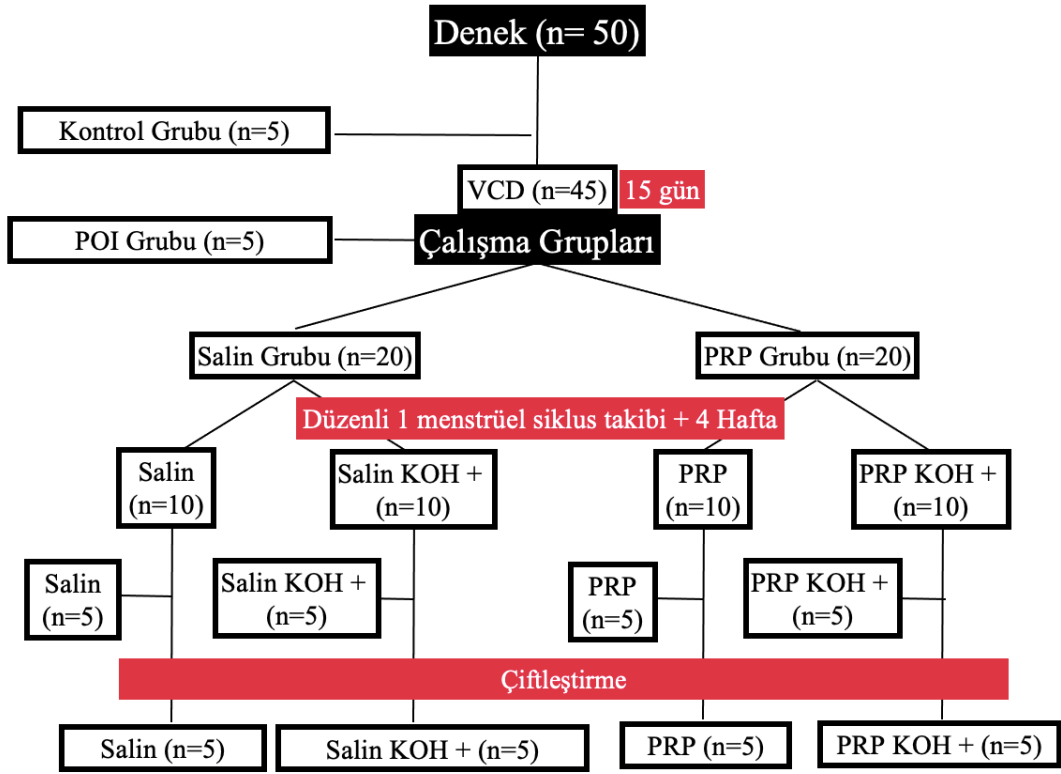 Denek (n= 50)
Kontrol Grubu (n=5)
VCD (n=45)
15 gün
POI Grubu (n=5)
Çalışma Grupları
Salin Grubu (n=20)
PRP Grubu (n=20)
Düzenli 1 menstrüel siklus takibi + 4 Hafta
Salin
(n=10)
Salin KOH +
(n=10)
PRP
(n=10)
PRP KOH +
(n=10)
Salin
(n=5)
Salin KOH +
(n=5)
PRP
(n=5)
PRP KOH +
(n=5)
Çiftleştirme
Salin (n=5)
Salin KOH + (n=5)
PRP (n=5)
PRP KOH + (n=5)